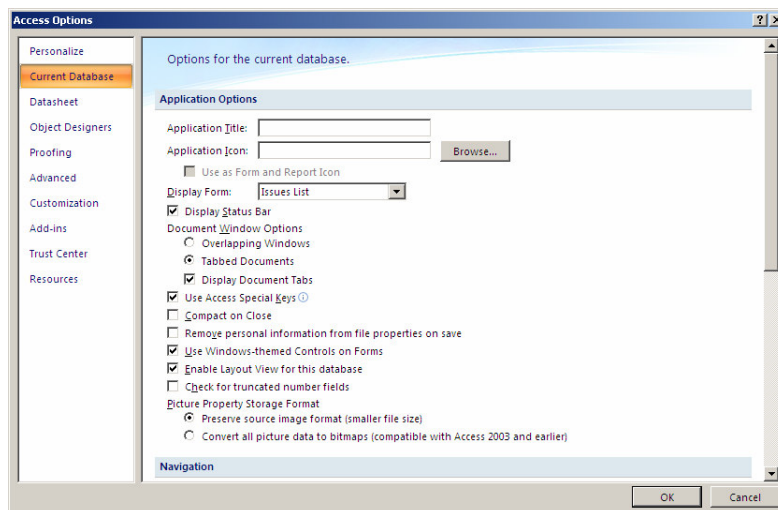 Access Options
Personalize
Current Database
Datasheet
Object Designers
Proofing
Advanced
Customization
Add-ins
Trust Center
Resources
Options for the current database.
Application Options
Application Title:
Application Icon:
Browse...
Use as Form and Report Icon
Display Form: Issues List
Display Status Bar
Document Window Options
Overlapping Windows
Tabbed Documents
Display Document Tabs
Use Access Special Keys
Compact on Close
Remove personal information from file properties on save
Use Windows-themed Controls on Forms
Enable Layout View for this database
Check for truncated number fields
Picture Property Storage Format
Preserve source image format (smaller file size)
Convert all picture data to bitmaps (compatible with Access 2003 and earlier)
Navigation
OK Cancel